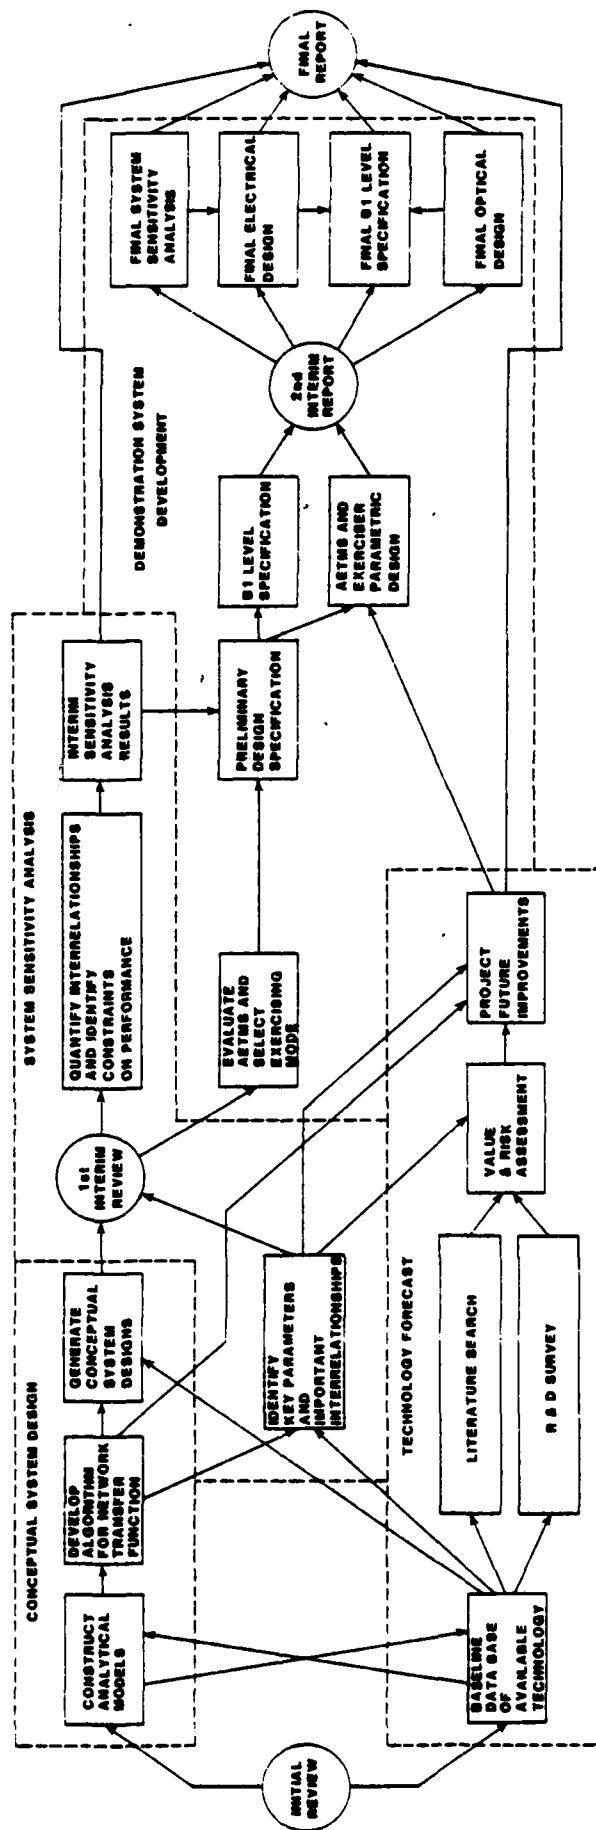 INITIAL
REVIEW
CONCEPTUAL SYSTEM DESIGN
CONSTRUCT
ANALYTICAL
MODELS
DEVELOP
ALGORITHM
FOR NETWORK
TRANSFER
FUNCTION
GENERATE
CONCEPTUAL
SYSTEM
DESIGNS
1st
INTERIM
REVIEW
SYSTEM SENSITIVITY ANALYSIS
QUANTIFY INTERRELATIONSHIPS
AND IDENTIFY
CONSTRAINTS
ON PERFORMANCE
INTERIM
SENSITIVITY
ANALYSIS
RESULTS
IDENTIFY
KEY PARAMETERS
AND
IMPORTANT
INTERRELATIONSHIPS
EVALUATE
AETMS AND
SELECT
EXERCISING
MODE
PRELIMINARY
DESIGN
SPECIFICATION
DEMONSTRATION SYSTEM
DEVELOPMENT
B1 LEVEL
SPECIFICATION
AETMS AND
EXERCISER
PARAMETRIC
DESIGN
2nd
INTERIM
REPORT
FINAL SYSTEM
SENSITIVITY
ANALYSIS
FINAL ELECTRICAL
DESIGN
FINAL B1 LEVEL
SPECIFICATION
FINAL OPTICAL
DESIGN
FINAL
REPORT
TECHNOLOGY FORECAST
BASELINE
DATA BASE
OF
AVAILABLE
TECHNOLOGY
LITERATURE SEARCH
R & D SURVEY
VALUE
& RISK
ASSESSMENT
PROJECT
FUTURE
IMPROVEMENTS